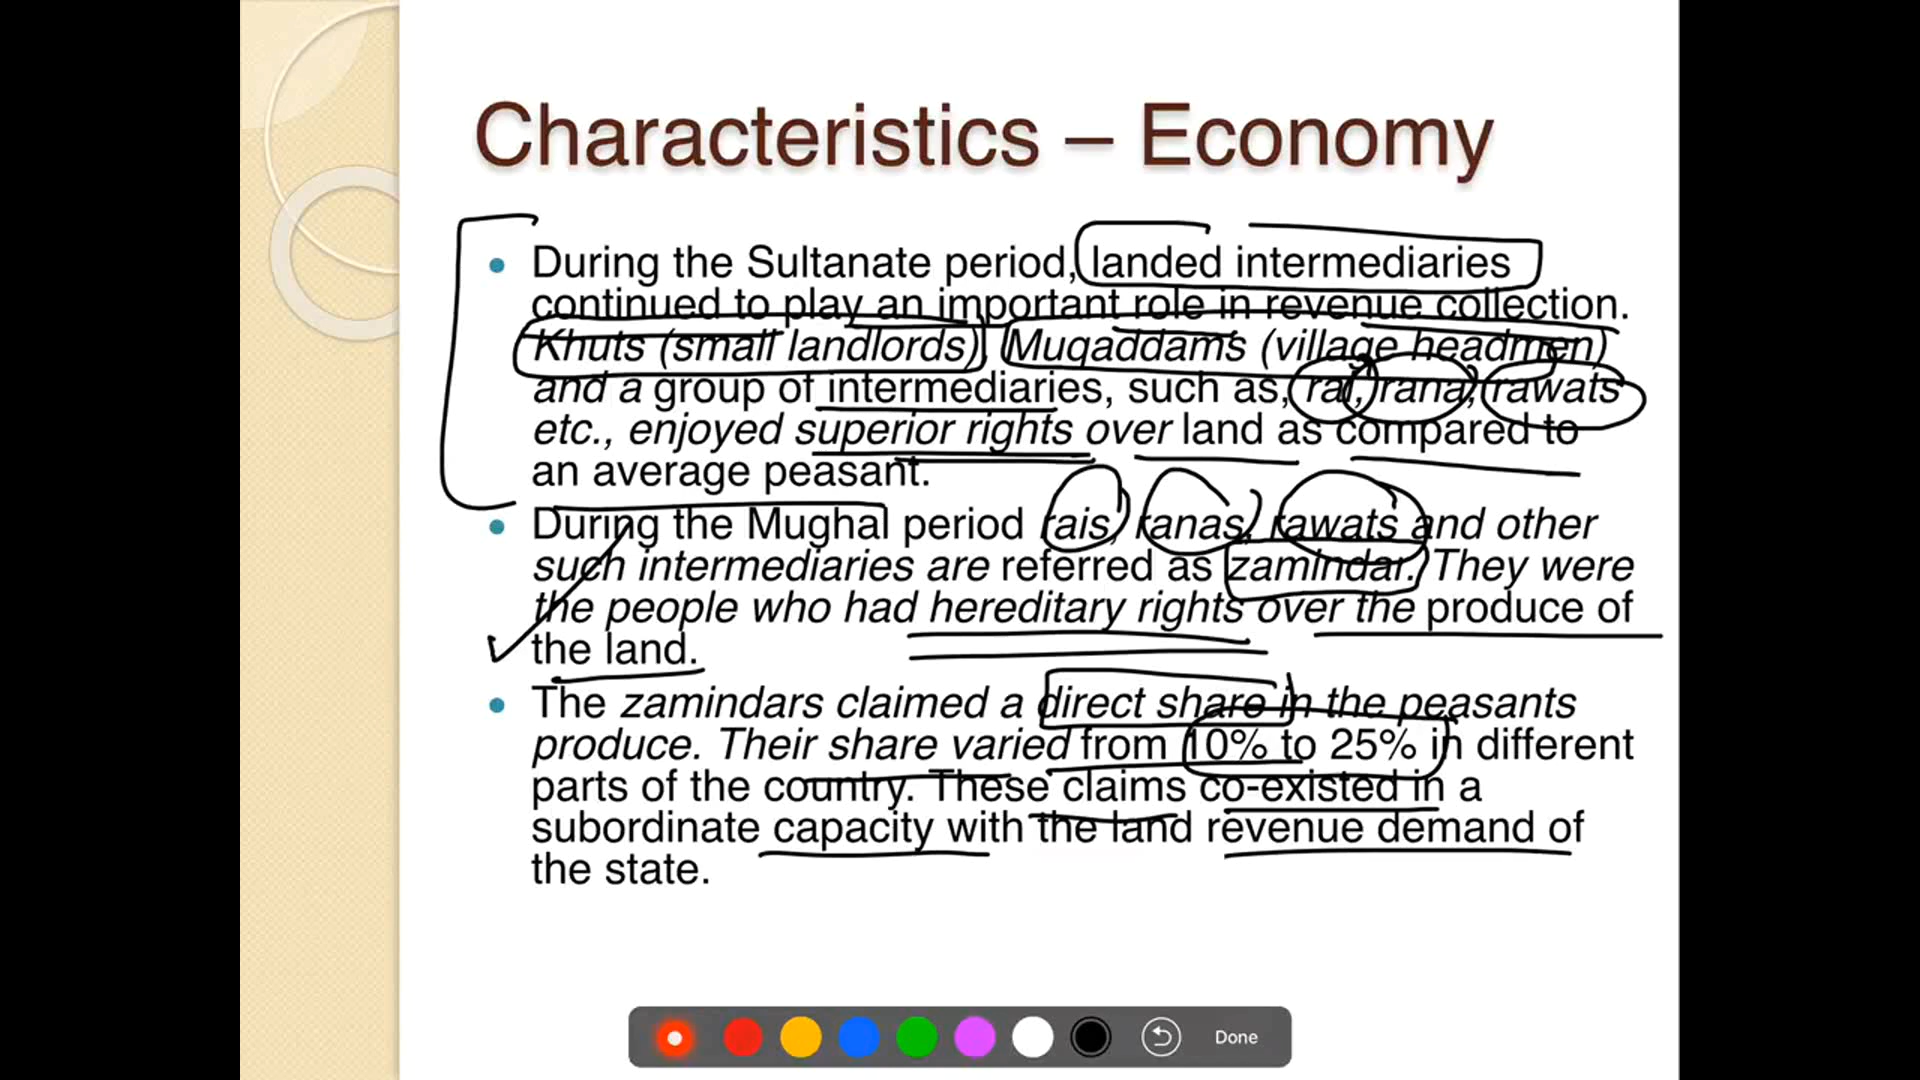 Characteristics – Economy
During the Sultanate period, landed intermediaries
continued to play an important role in revenue collection.
Khuts (small landlords), Muqaddams (village headmen)
and a group of intermediaries, such as, rai, rana, rawats
etc., enjoyed superior rights over land as compared to
an average peasant.
During the Mughal period rais, ranas, rawats and other
such intermediaries are referred as zamindar. They were
the people who had hereditary rights over the produce of
the land.
The zamindars claimed a direct share in the peasants
produce. Their share varied from 10% to 25% in different
parts of the country. These claims co-existed in a
subordinate capacity with the land revenue demand of
the state.
Done